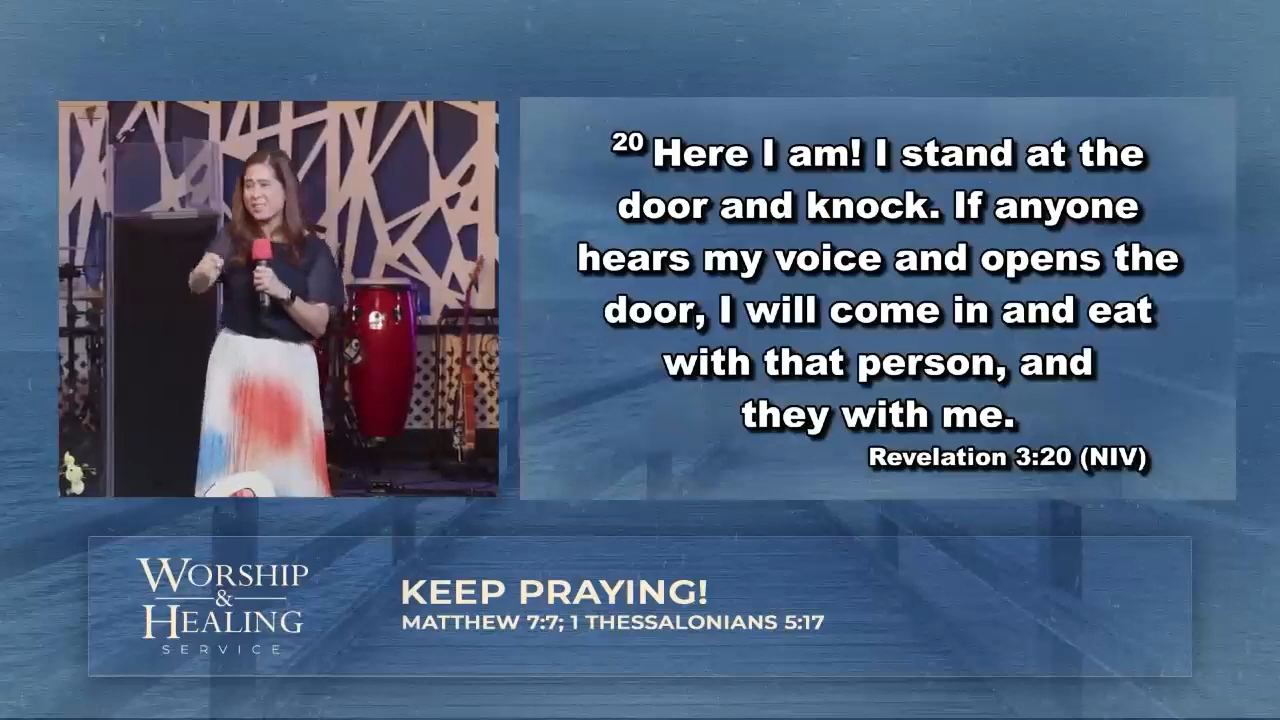 20 Here I am! I stand at the
door and knock. If anyone
hears my voice and opens the
door, I will come in and eat
with that person, and
they with me.
Revelation 3:20 (NIV)
WORSHIP
&
HEALING
SERVICE
KEEP PRAYING!
MATTHEW 7:7; 1 THESSALONIANS 5:17